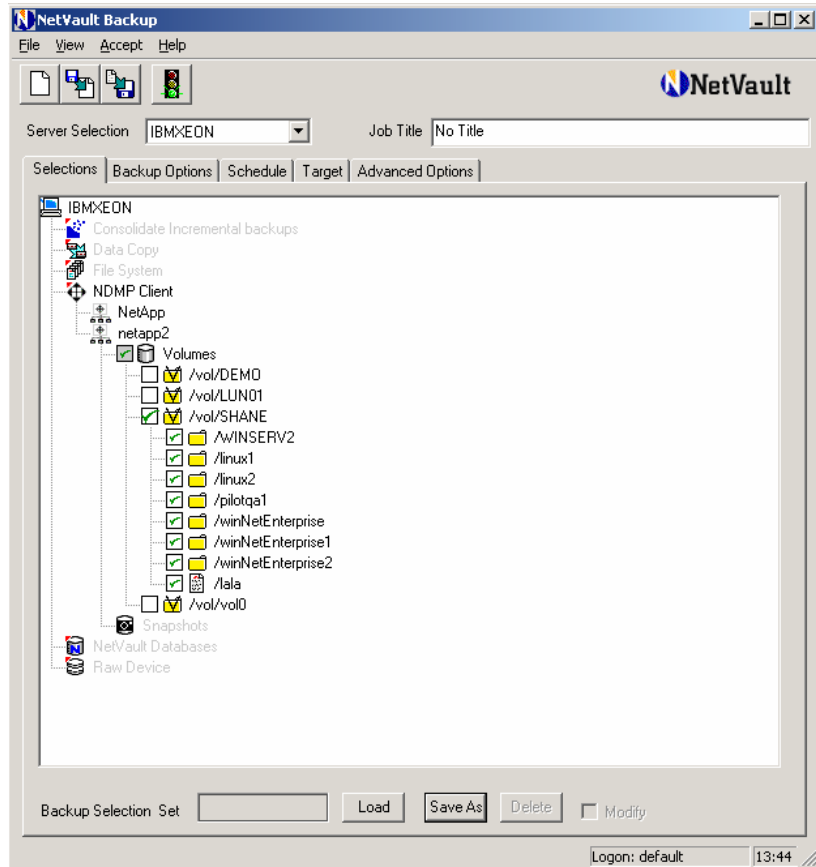 NetVault Backup
File View Accept Help
NetVault
Server Selection IBMXEON Job Title No Title
Selections Backup Options Schedule Target Advanced Options
IBMXEON
Consolidate Incremental backups
Data Copy
File System
NDMP Client
NetApp
netapp2
Volumes
/vol/DEMO
/vol/LUN01
/vol/SHANE
/WINSERV2
/linux1
/linux2
/pilotqa1
/winNetEnterprise
/winNetEnterprise1
/winNetEnterprise2
/lala
/vol/vol0
Snapshots
NetVault Databases
Raw Device
Backup Selection Set Load Save As Delete Modify
Logon: default 13:44